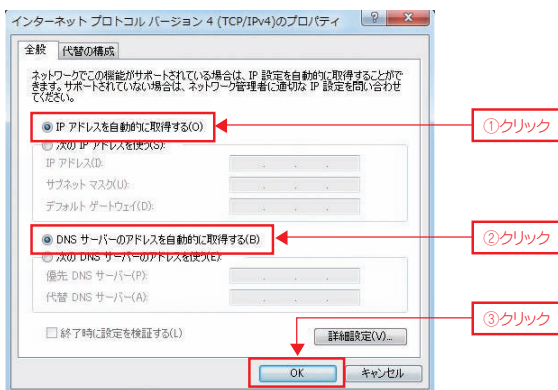 インターネット プロトコル バージョン 4 (TCP/IPv4)のプロパティ
全般 代替の構成
ネットワークでこの機能がサポートされている場合は、IP 設定を自動的に取得することがで
きます。サポートされていない場合は、ネットワーク管理者に適切な IP 設定を問い合わせ
てください。
IP アドレスを自動的に取得する(O)
①クリック
次の IP アドレスを使う(S):
IP アドレス(I):
サブネット マスク(U):
デフォルト ゲートウェイ(D):
DNS サーバーのアドレスを自動的に取得する(B)
②クリック
次の DNS サーバーのアドレスを使う(E):
優先 DNS サーバー(P):
代替 DNS サーバー(A):
③クリック
終了時に設定を検証する(L)
詳細設定(V)...
OK キャンセル